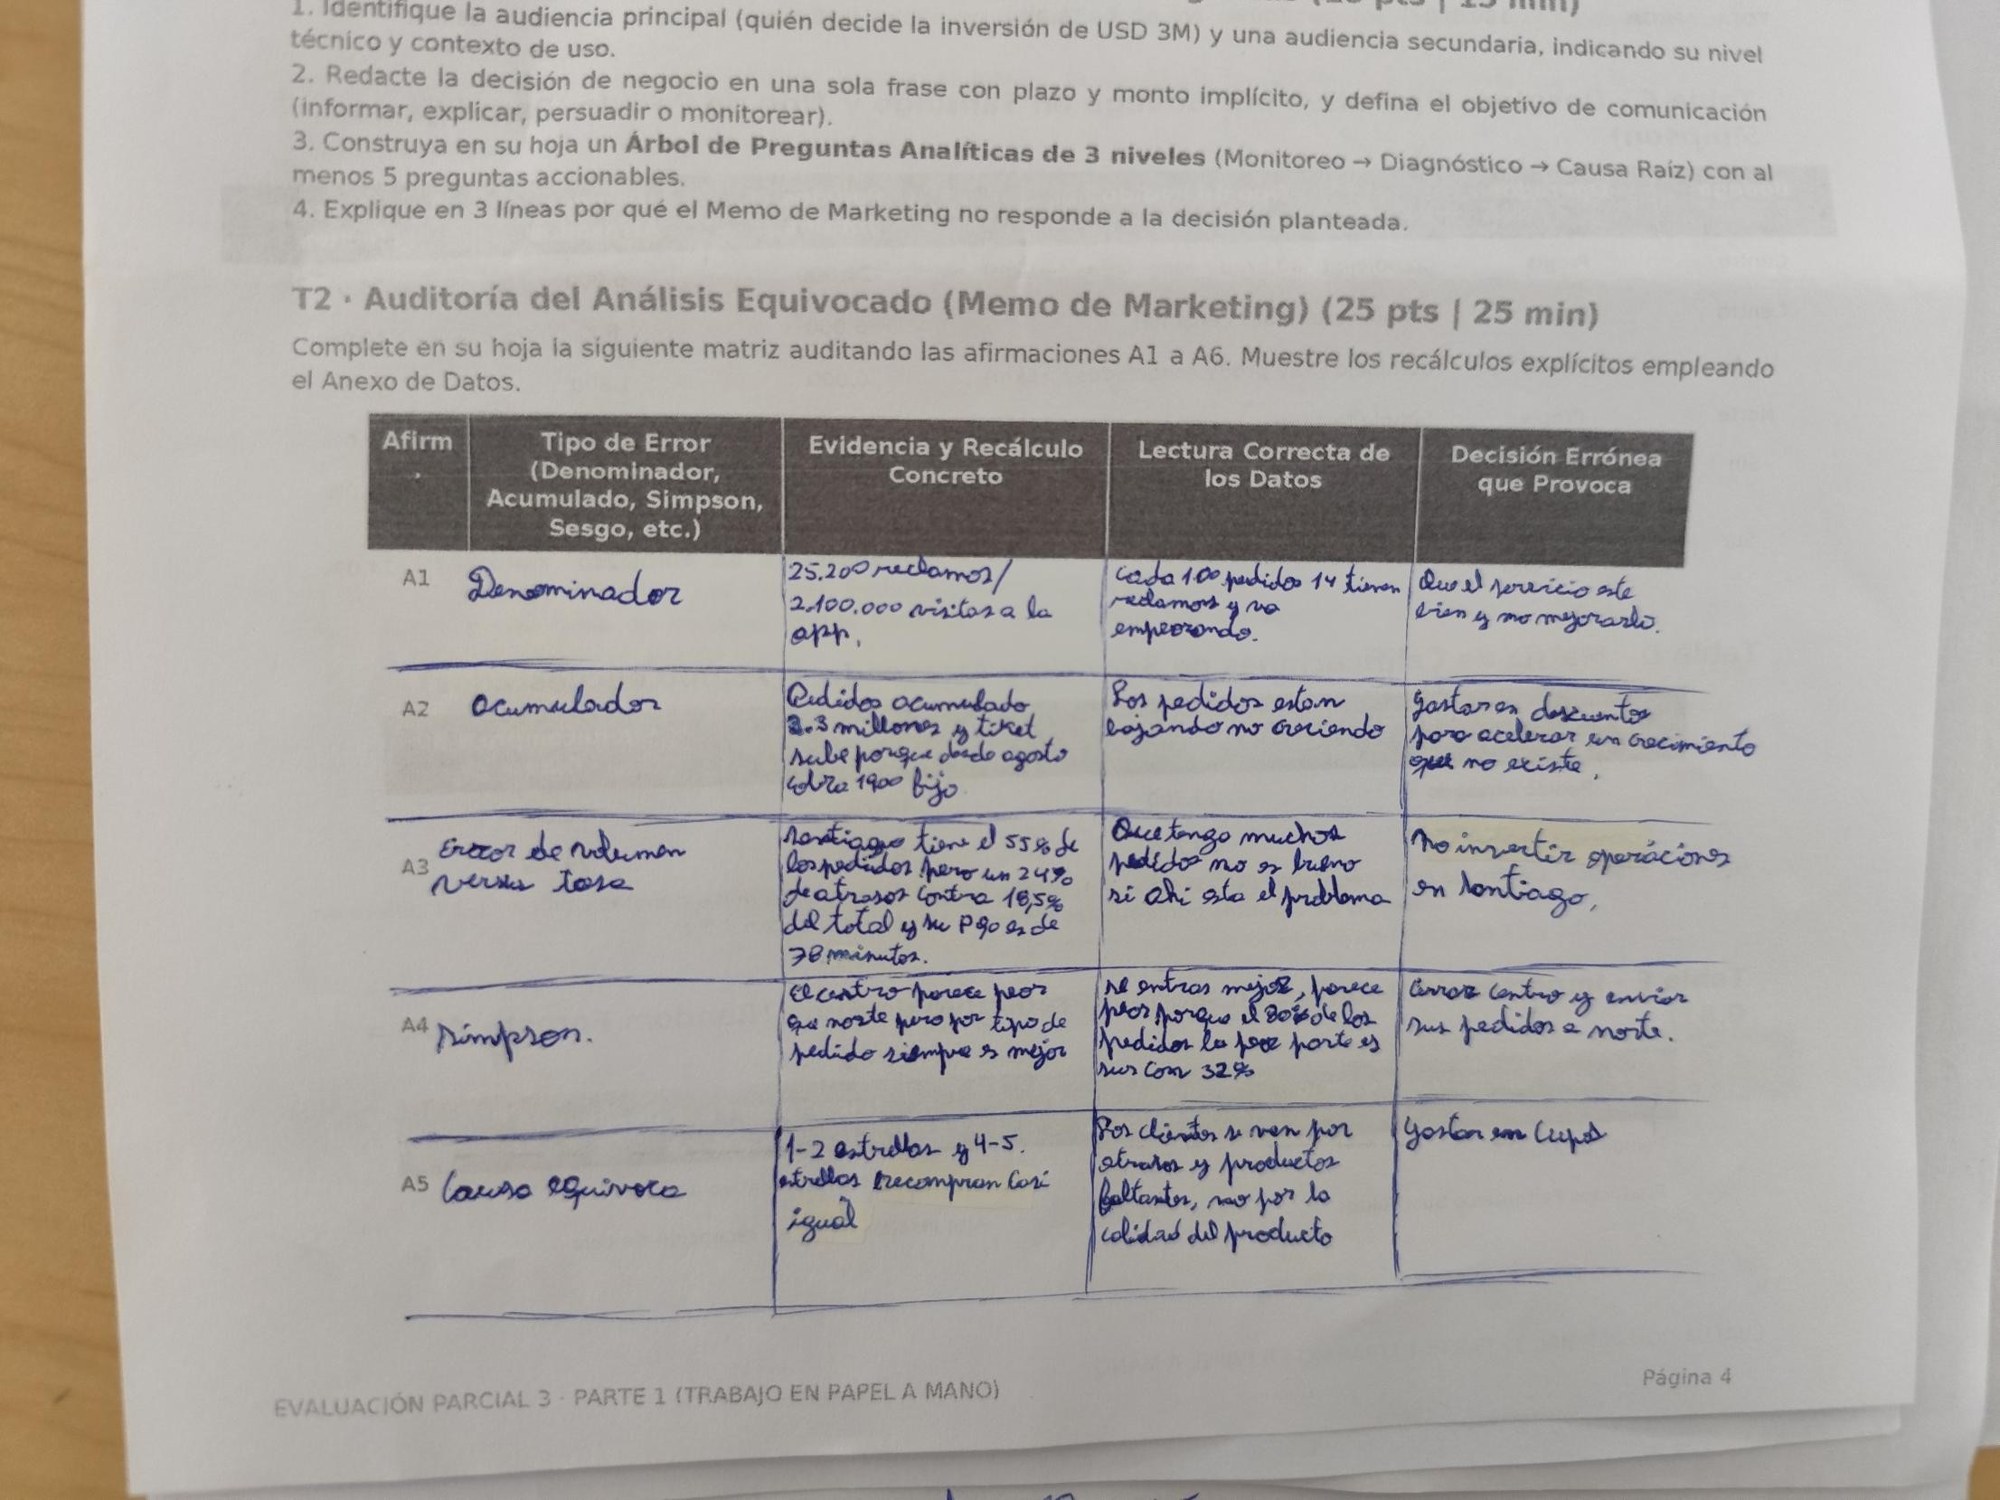 1. Identifique la audiencia principal (quién decide la inversión de USD 3M) y una audiencia secundaria, indicando su nivel
técnico y contexto de uso.
2. Redacte la decisión de negocio en una sola frase con plazo y monto implícito, y defina el objetivo de comunicación
(informar, explicar, persuadir o monitorear).
3. Construya en su hoja un Árbol de Preguntas Analíticas de 3 niveles (Monitoreo → Diagnóstico → Causa Raíz) con al
menos 5 preguntas accionables.
4. Explique en 3 líneas por qué el Memo de Marketing no responde a la decisión planteada.
T2 · Auditoría del Análisis Equivocado (Memo de Marketing) (25 pts | 25 min)
Complete en su hoja la siguiente matriz auditando las afirmaciones A1 a A6. Muestre los recálculos explícitos empleando
el Anexo de Datos.
Afirm
.
Tipo de Error
(Denominador,
Acumulado, Simpson,
Sesgo, etc.)
Evidencia y Recálculo
Concreto
Lectura Correcta de
los Datos
Decisión Errónea
que Provoca
A1
Denominador
25.200 reclamos/
2.100.000 visitas a la
app.
Cada 100 pedidos 14 tienen
reclamos y va
empeorando.
Que el servicio este
bien y no mejorarlo.
A2
Acumulador
Pedidos acumulado
3.3 millones y tiket
sube porque desde agosto
cobra 1900 fijo
Los pedidos estan
bajando no creciendo
gastar en descuentos
para acelerar un crecimiento
que no existe.
A3
Error de volumen
versus tasa
Santiago tiene el 55% de
los pedidos pero un 24%
de atrasos contra 18,5%
del total y su P90 es de
78 minutos.
Que tengo muchos
pedidos no es bueno
si ahi esta el problema
No invertir operaciones
en Santiago.
A4
Simpson.
El centro parece peor
que norte pero por tipo de
pedido siempre es mejor
centro mejor, parece
peor porque el 80% de los
pedidos la peor parte es
sus con 32%
Cerrar centro y enviar
sus pedidos a norte.
A5
Causa equivoca
1-2 estrellas y 4-5.
estrellas recompran casi
igual
Los clientes se van por
atrasos y productos
faltantes, no por la
calidad del producto
Gastar en Cupos
EVALUACIÓN PARCIAL 3 · PARTE 1 (TRABAJO EN PAPEL A MANO)
Página 4